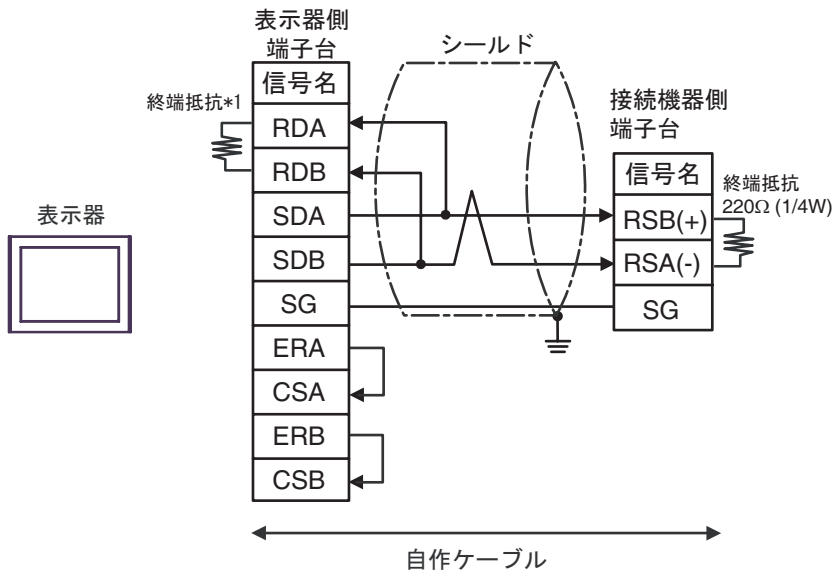 表示器側
端子台
シールド
信号名
終端抵抗*1
RDA
RDB
SDA
SDB
SG
ERA
CSA
ERB
CSB
表示器
接続機器側
端子台
信号名
RSB(+)
RSA(-)
SG
終端抵抗
220Ω (1/4W)
自作ケーブル